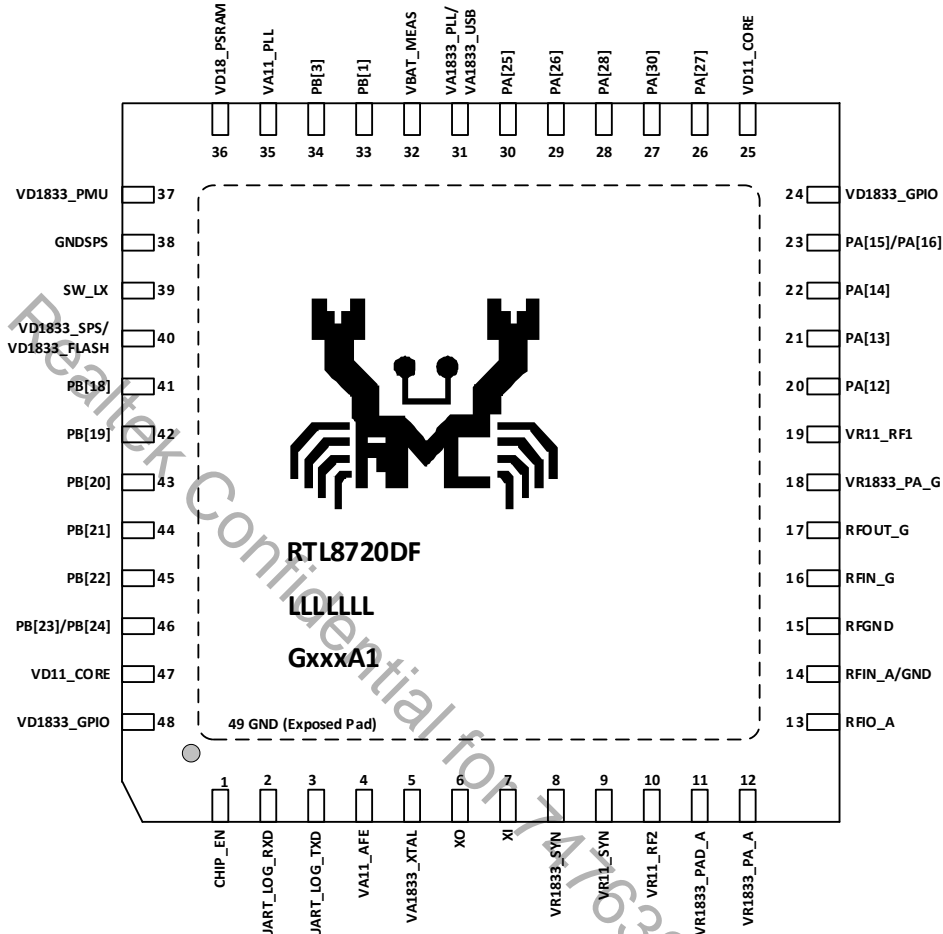 VD18_PSRAM
VA11_PLL
PB[3]
PB[1]
VBAT_MEAS
VA1833_PLL/
VA1833_USB
PA[25]
PA[26]
PA[28]
PA[30]
PA[27]
VD11_CORE
36 35 34 33 32 31 30 29 28 27 26 25
VD1833_PMU 37
GNDSPS 38
SW_LX 39
VD1833_SPS/
VD1833_FLASH 40
PB[18] 41
PB[19] 42
PB[20] 43
PB[21] 44
PB[22] 45
PB[23]/PB[24] 46
VD11_CORE 47
VD1833_GPIO 48
24 VD1833_GPIO
23 PA[15]/PA[16]
22 PA[14]
21 PA[13]
20 PA[12]
19 VR11_RF1
18 VR1833_PA_G
17 RFOUT_G
16 RFIN_G
15 RFGND
14 RFIN_A/GND
13 RFIO_A
AMC
RTL8720DF
LLLLLLL
GxxxA1
49 GND (Exposed Pad)
1 2 3 4 5 6 7 8 9 10 11 12
CHIP_EN
UART_LOG_RXD
UART_LOG_TXD
VA11_AFE
VA1833_XTAL
XO
XI
VR1833_SYN
VR11_SYN
VR11_RF2
VR1833_PAD_A
VR1833_PA_A
Realtek Confidential for